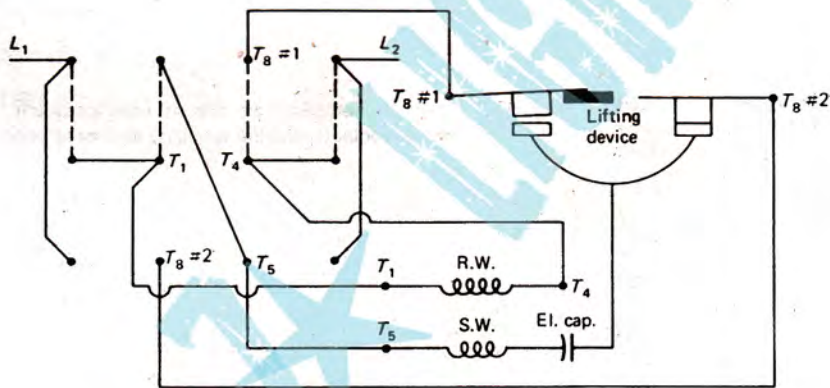 L1
T8 #1
L2
T8 #1
Lifting
device
T8 #2
T1
T4
T8 #2
T5
T1
R.W.
T4
T5
S.W.
El. cap.